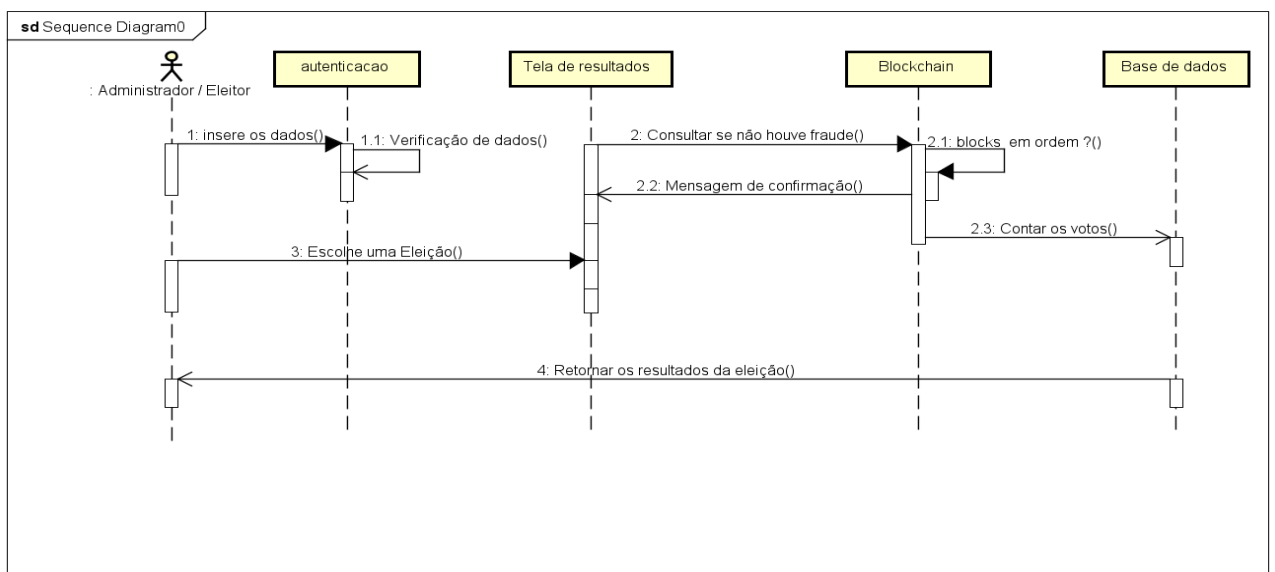 sd Sequence Diagram0
: Administrador / Eleitor
autenticacao
Tela de resultados
Blockchain
Base de dados
1: insere os dados()
1.1: Verificação de dados()
2: Consultar se não houve fraude()
2.1: blocks em ordem ?()
2.2: Mensagem de confirmação()
2.3: Contar os votos()
3: Escolhe uma Eleição()
4: Retornar os resultados da eleição()